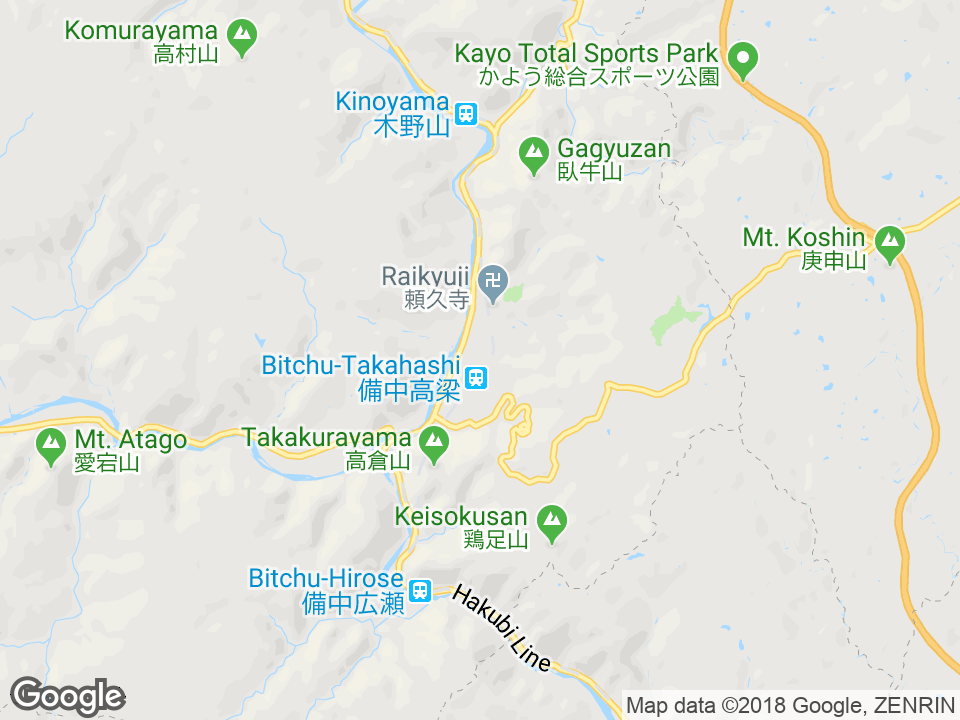 Komurayama
高村山
Kayo Total Sports Park
かよう総合スポーツ公園
Kinoyama
木野山
Gagyuzan
臥牛山
Mt. Koshin
庚申山
Raikyuji
頼久寺
Bitchu-Takahashi
備中高梁
Mt. Atago
愛宕山
Takakurayama
高倉山
Keisokusan
鶏足山
Bitchu-Hirose
備中広瀬
Hakubi Line
Google
Map data ©2018 Google, ZENRIN